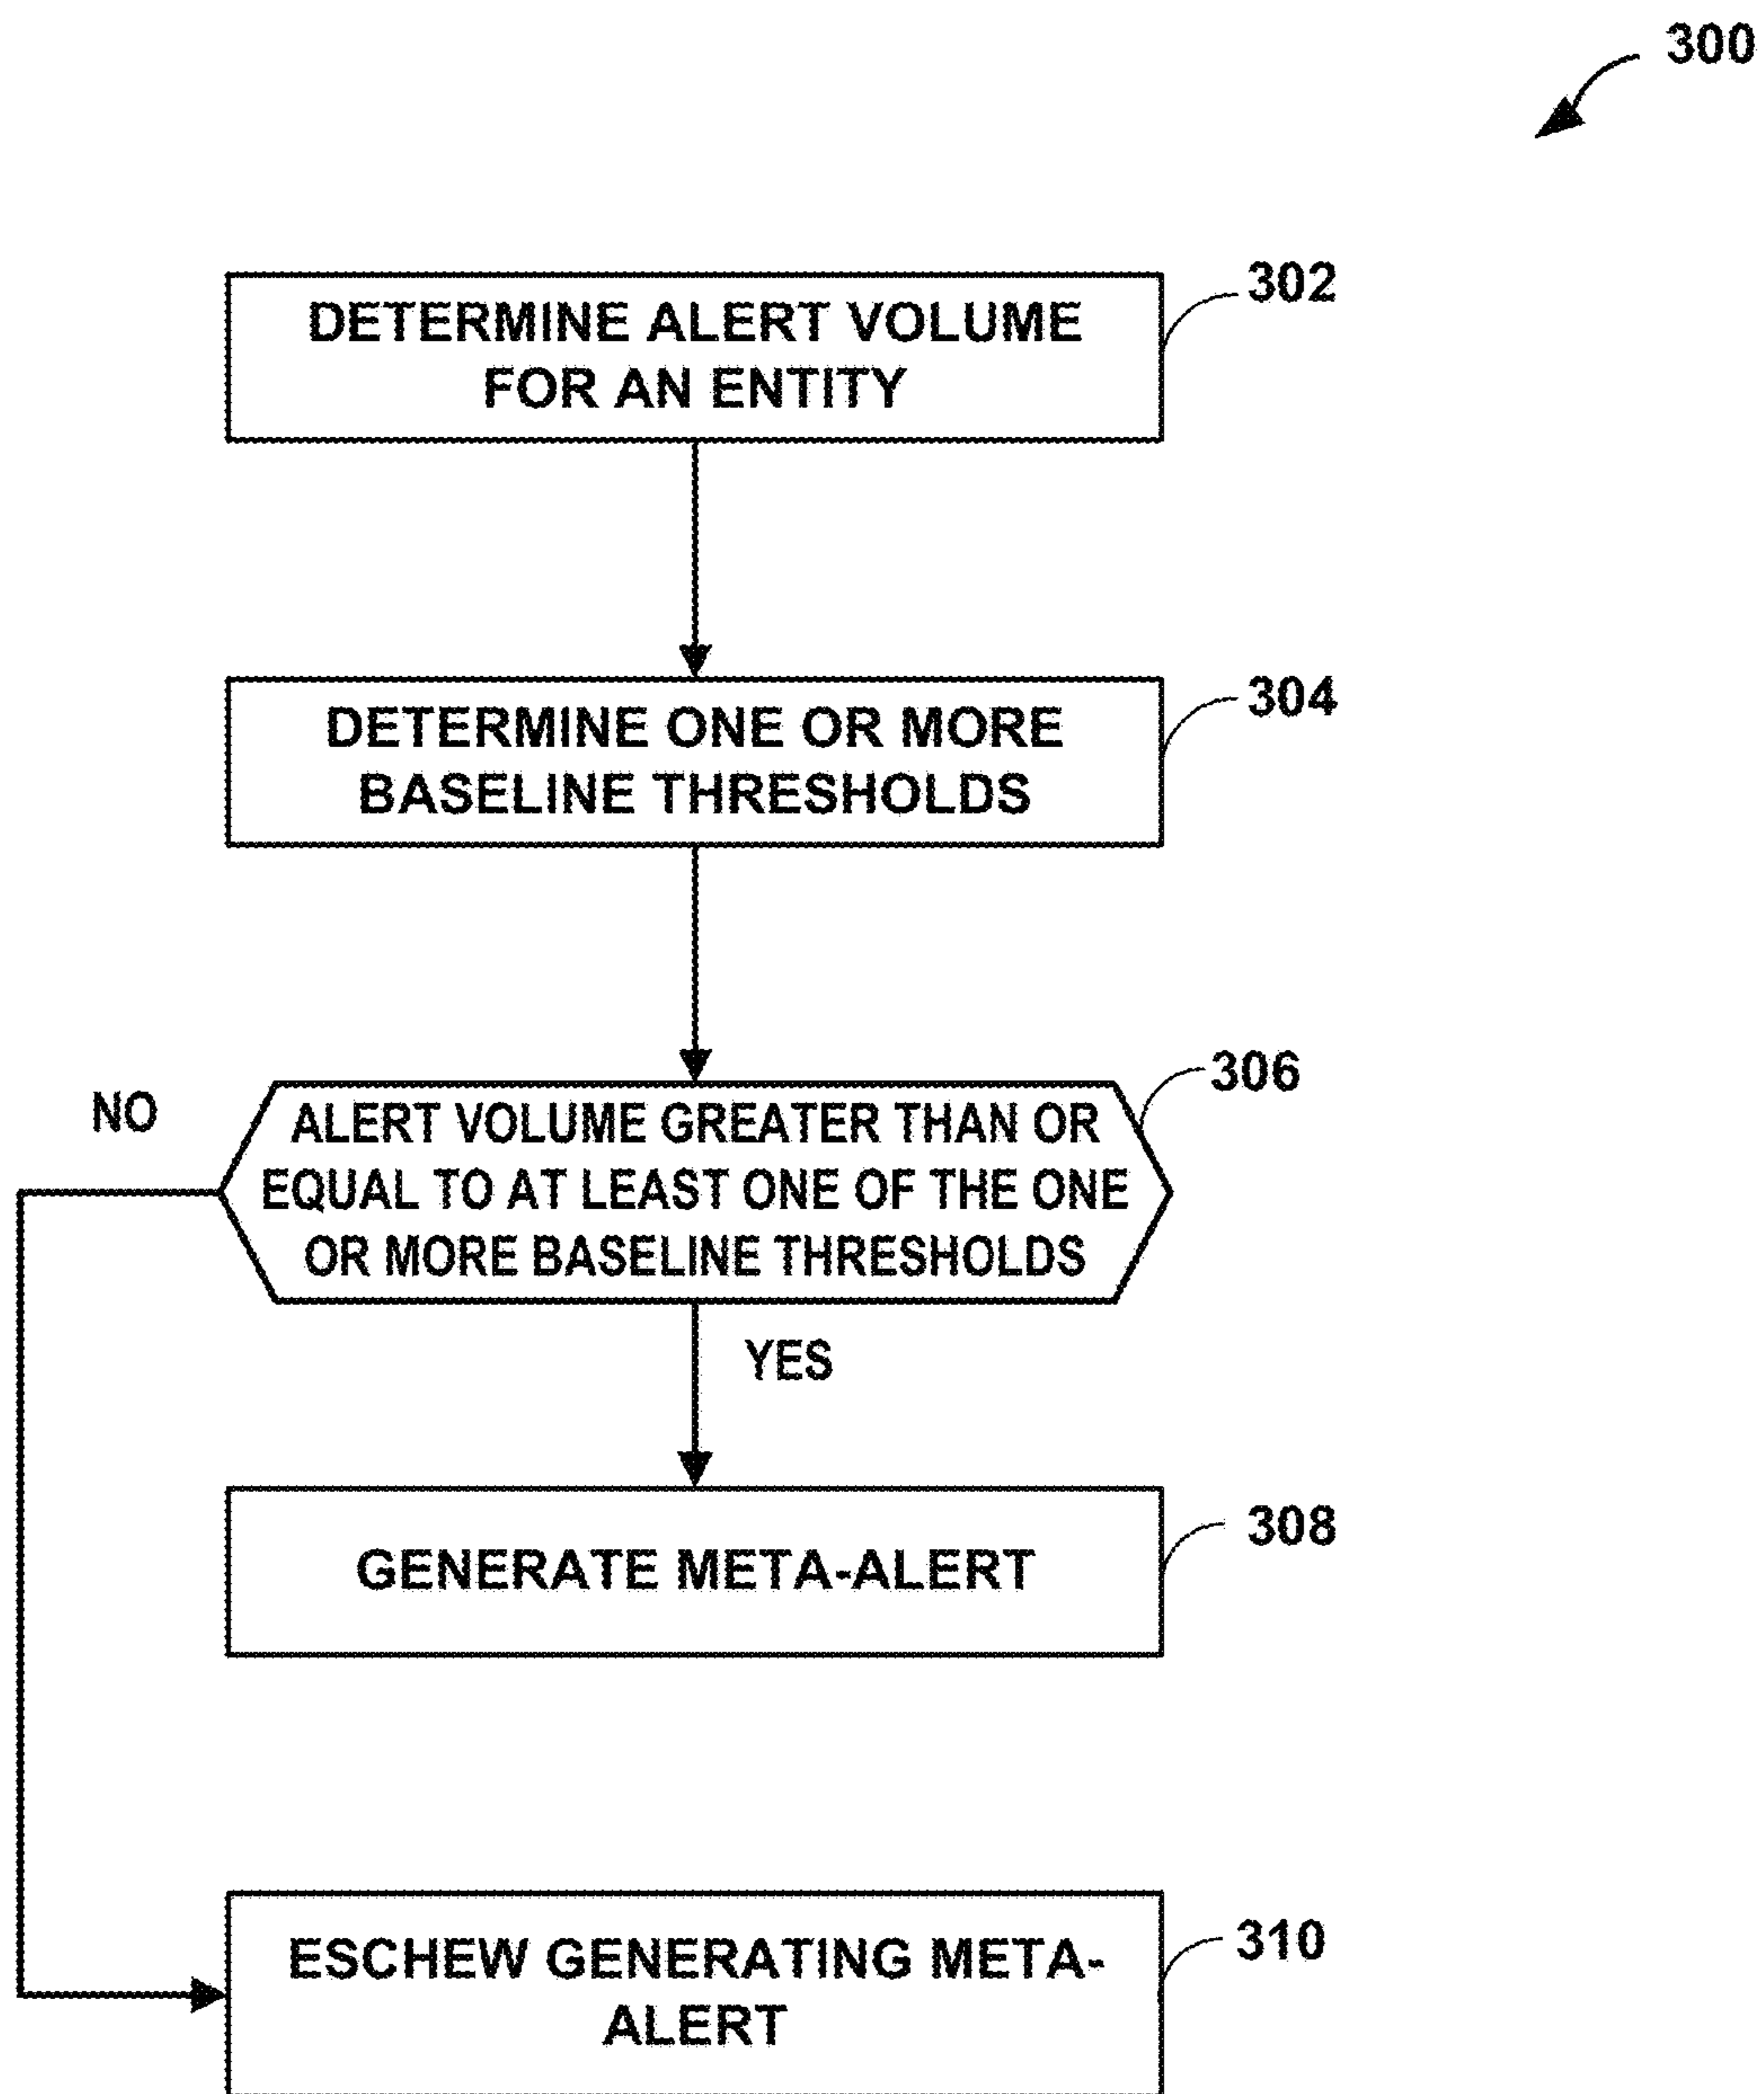 300
DETERMINE ALERT VOLUME
FOR AN ENTITY
302
DETERMINE ONE OR MORE
BASELINE THRESHOLDS
304
NO
ALERT VOLUME GREATER THAN OR
EQUAL TO AT LEAST ONE OF THE ONE
OR MORE BASELINE THRESHOLDS
306
YES
GENERATE META-ALERT
308
ESCHEW GENERATING META-
ALERT
310